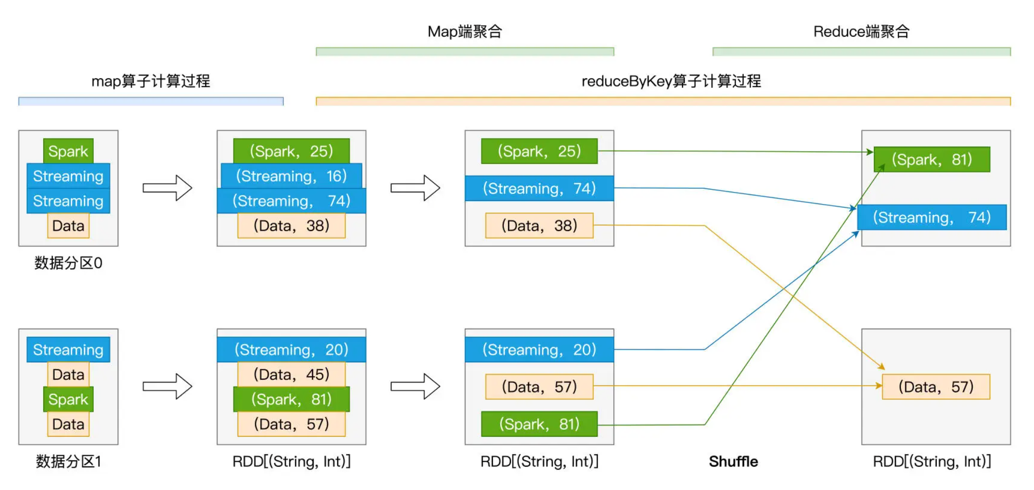 Map端聚合
Reduce端聚合
map算子计算过程
reduceByKey算子计算过程
Spark
Streaming
Streaming
Data
数据分区0
(Spark, 25)
(Streaming, 16)
(Streaming, 74)
(Data, 38)
(Spark, 25)
(Streaming, 74)
(Data, 38)
(Spark, 81)
(Streaming, 74)
Streaming
Data
Spark
Data
数据分区1
(Streaming, 20)
(Data, 45)
(Spark, 81)
(Data, 57)
RDD[(String, Int)]
(Streaming, 20)
(Data, 57)
(Spark, 81)
RDD[(String, Int)]
Shuffle
(Data, 57)
RDD[(String, Int)]